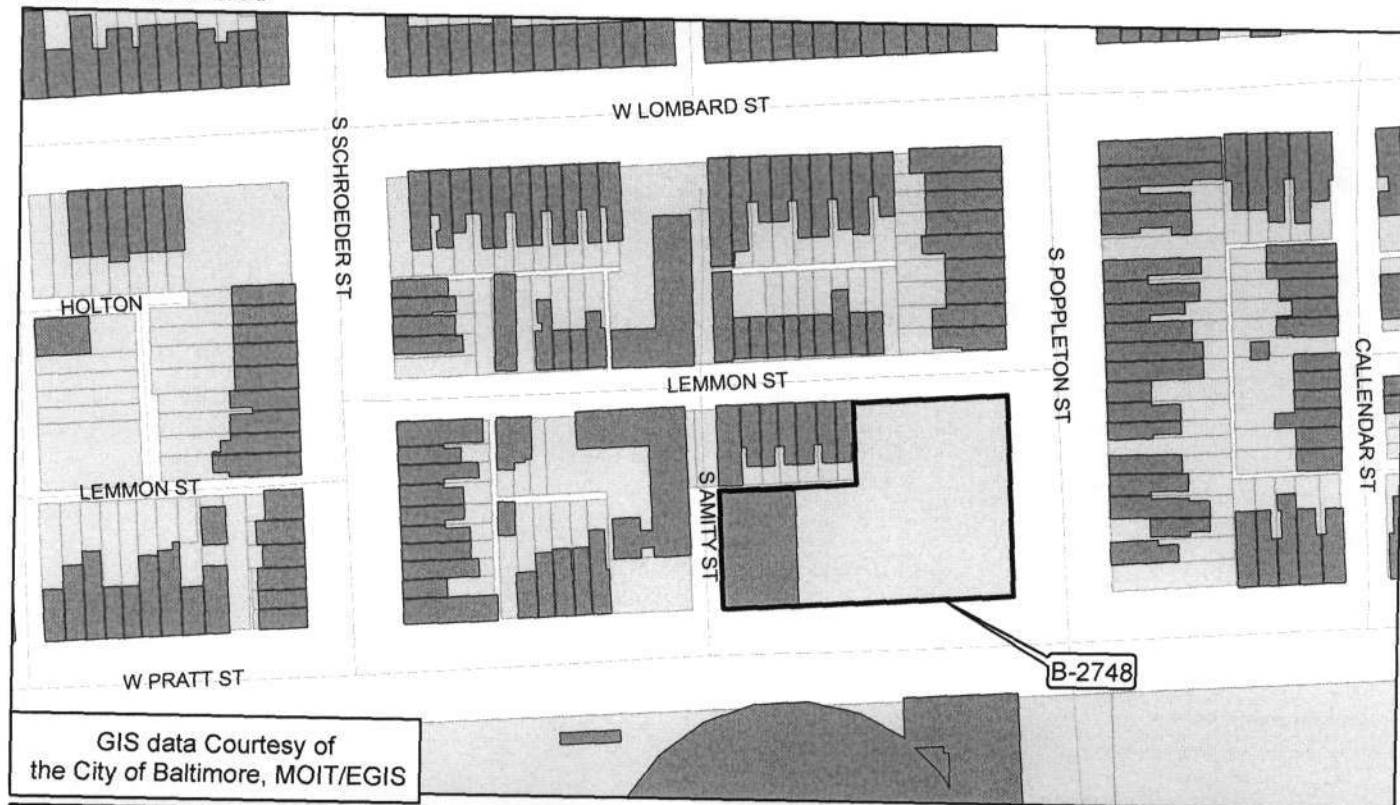 W LOMBARD ST
S SCHROEDER ST
S POPPLETON ST
HOLTON
LEMMON ST
CALLENDAR ST
LEMMON ST
S AMITY ST
B-2748
W PRATT ST
GIS data Courtesy of
the City of Baltimore, MOIT/EGIS